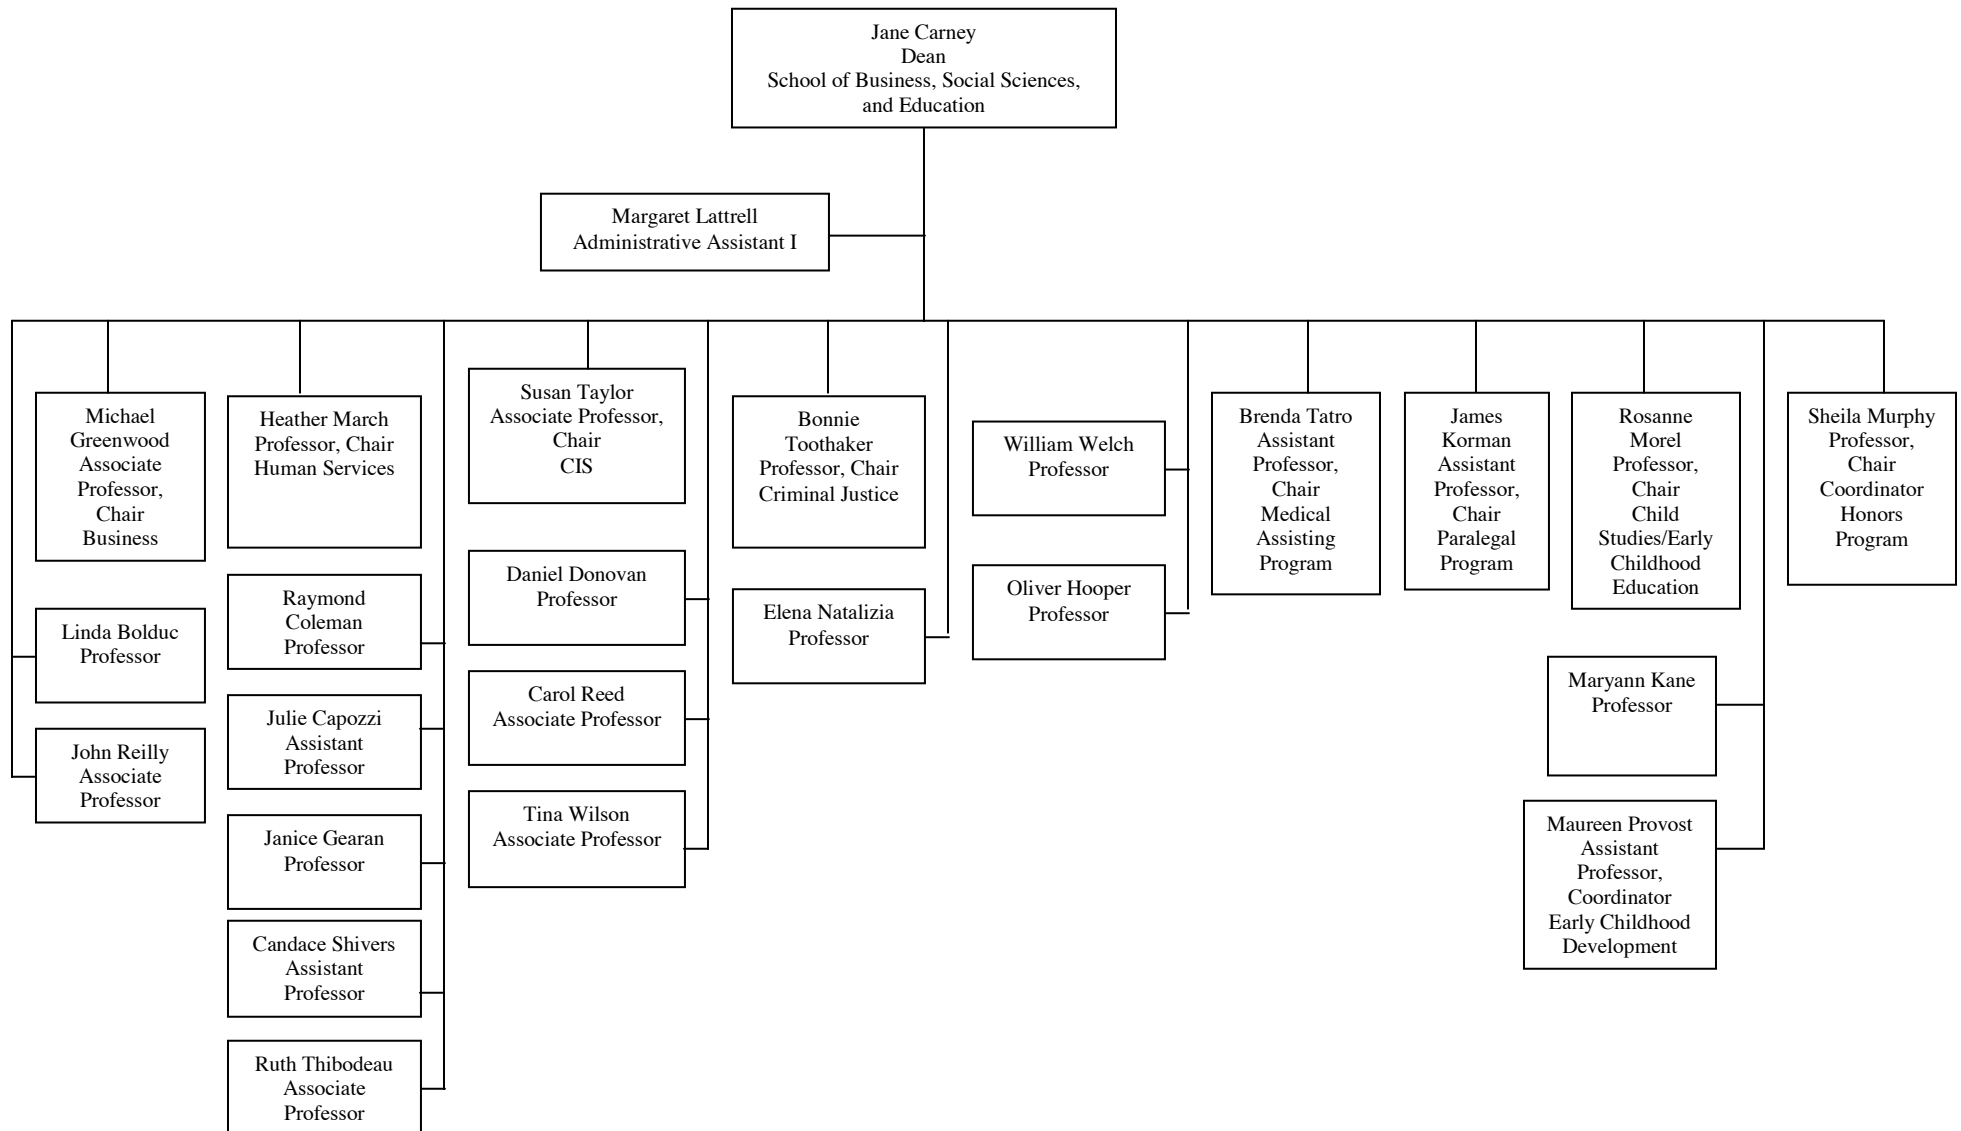 Jane Carney
Dean
School of Business, Social Sciences,
and Education
Margaret Lattrell
Administrative Assistant I
Michael
Greenwood
Associate
Professor,
Chair
Business
Linda Bolduc
Professor
John Reilly
Associate
Professor
Heather March
Professor, Chair
Human Services
Raymond
Coleman
Professor
Julie Capozzi
Assistant
Professor
Janice Gearan
Professor
Candace Shivers
Assistant
Professor
Ruth Thibodeau
Associate
Professor
Susan Taylor
Associate Professor,
Chair
CIS
Daniel Donovan
Professor
Carol Reed
Associate Professor
Tina Wilson
Associate Professor
Bonnie
Toothaker
Professor, Chair
Criminal Justice
Elena Natalizia
Professor
William Welch
Professor
Oliver Hooper
Professor
Brenda Tatro
Assistant
Professor,
Chair
Medical
Assisting
Program
James
Korman
Assistant
Professor,
Chair
Paralegal
Program
Rosanne
Morel
Professor,
Chair
Child
Studies/Early
Childhood
Education
Maryann Kane
Professor
Maureen Provost
Assistant
Professor,
Coordinator
Early Childhood
Development
Sheila Murphy
Professor,
Chair
Coordinator
Honors
Program